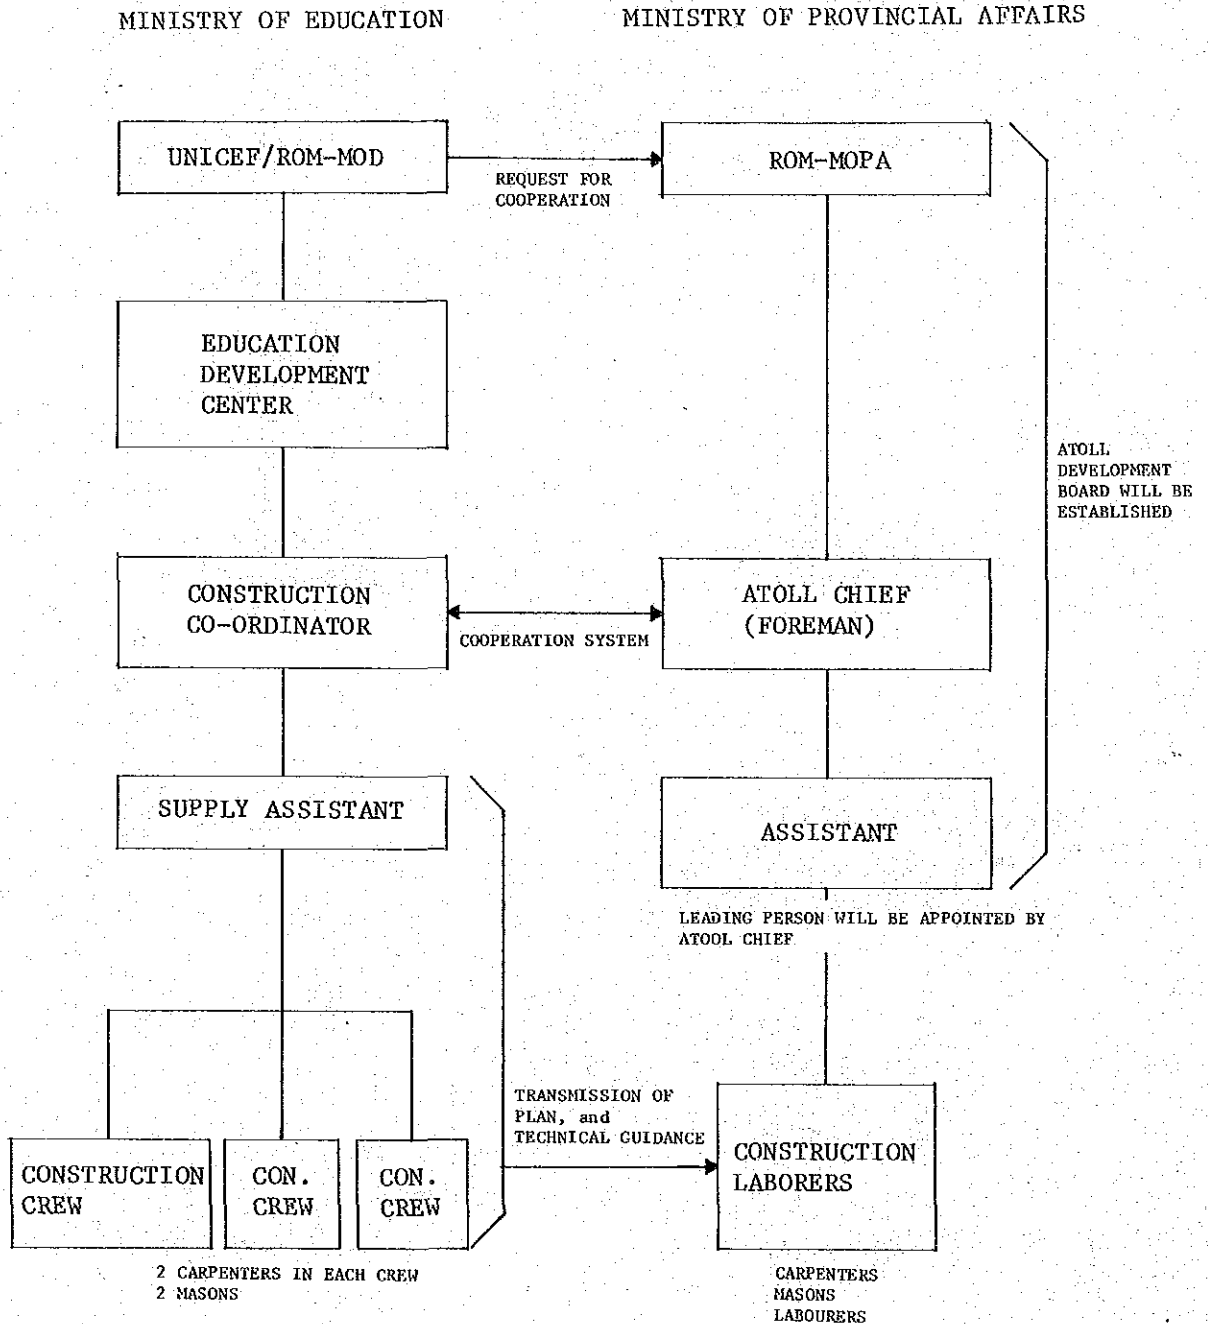 MINISTRY OF EDUCATION
MINISTRY OF PROVINCIAL AFFAIRS
UNICEF/ROM-MOD
REQUEST FOR
COOPERATION
ROM-MOPA
EDUCATION
DEVELOPMENT
CENTER
ATOLL
DEVELOPMENT
BOARD WILL BE
ESTABLISHED
CONSTRUCTION
CO-ORDINATOR
COOPERATION SYSTEM
ATOLL CHIEF
(FOREMAN)
SUPPLY ASSISTANT
ASSISTANT
LEADING PERSON WILL BE APPOINTED BY
ATOOL CHIEF
TRANSMISSION OF
PLAN, and
TECHNICAL GUIDANCE
CONSTRUCTION
CREW
CON.
CREW
CON.
CREW
CONSTRUCTION
LABORERS
2 CARPENTERS IN EACH CREW
2 MASONS
CARPENTERS
MASONS
LABOURERS